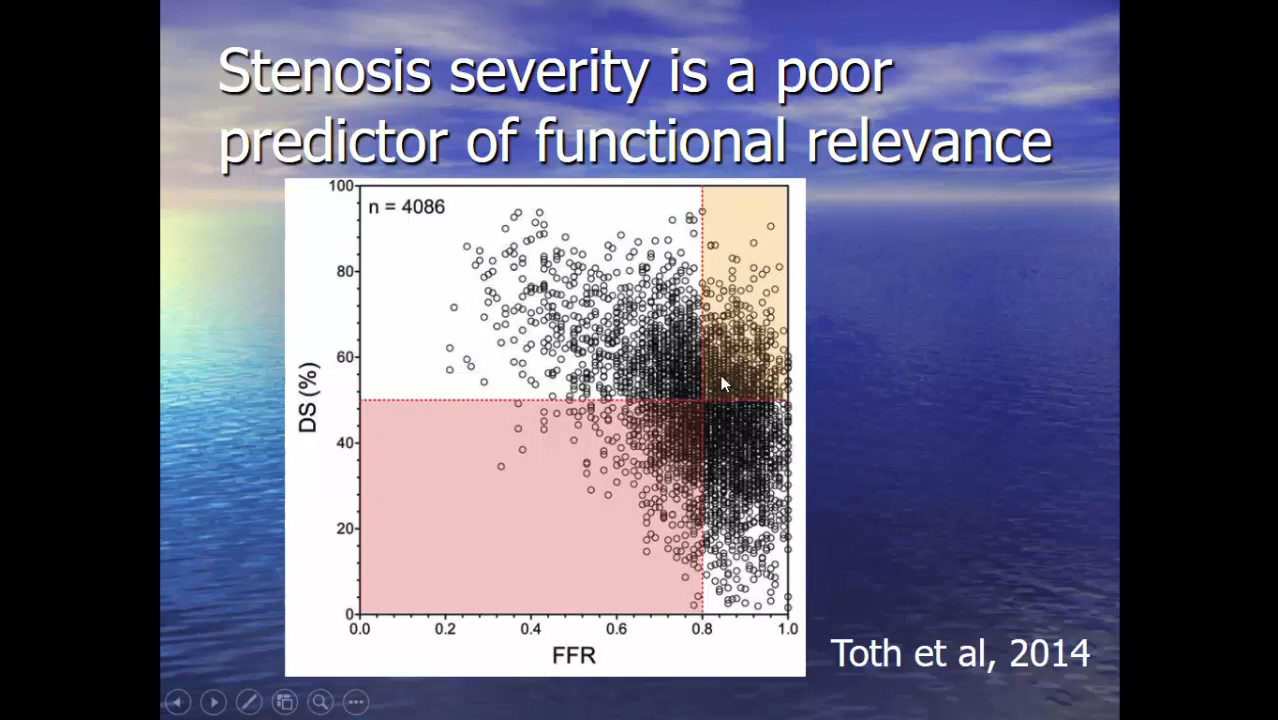 Stenosis severity is a poor
predictor of functional relevance
n = 4086
100
80
60
40
20
0
DS (%)
0.0 0.2 0.4 0.6 0.8 1.0
FFR
Toth et al, 2014